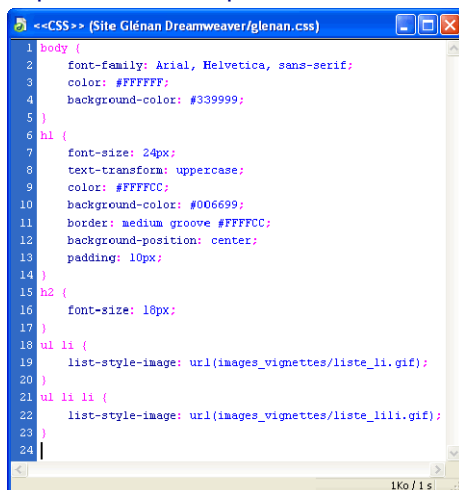 <<CSS>> (Site Glénan Dreamweaver/glenan.css)
1 body {
2 font-family: Arial, Helvetica, sans-serif;
3 color: #FFFFFF;
4 background-color: #339999;
5 }
6 h1 {
7 font-size: 24px;
8 text-transform: uppercase;
9 color: #FFFFCC;
10 background-color: #006699;
11 border: medium groove #FFFFCC;
12 background-position: center;
13 padding: 10px;
14 }
15 h2 {
16 font-size: 18px;
17 }
18 ul li {
19 list-style-image: url(images_vignettes/liste_li.gif);
20 }
21 ul li li {
22 list-style-image: url(images_vignettes/liste_lili.gif);
23 }
24
1Ko / 1 s